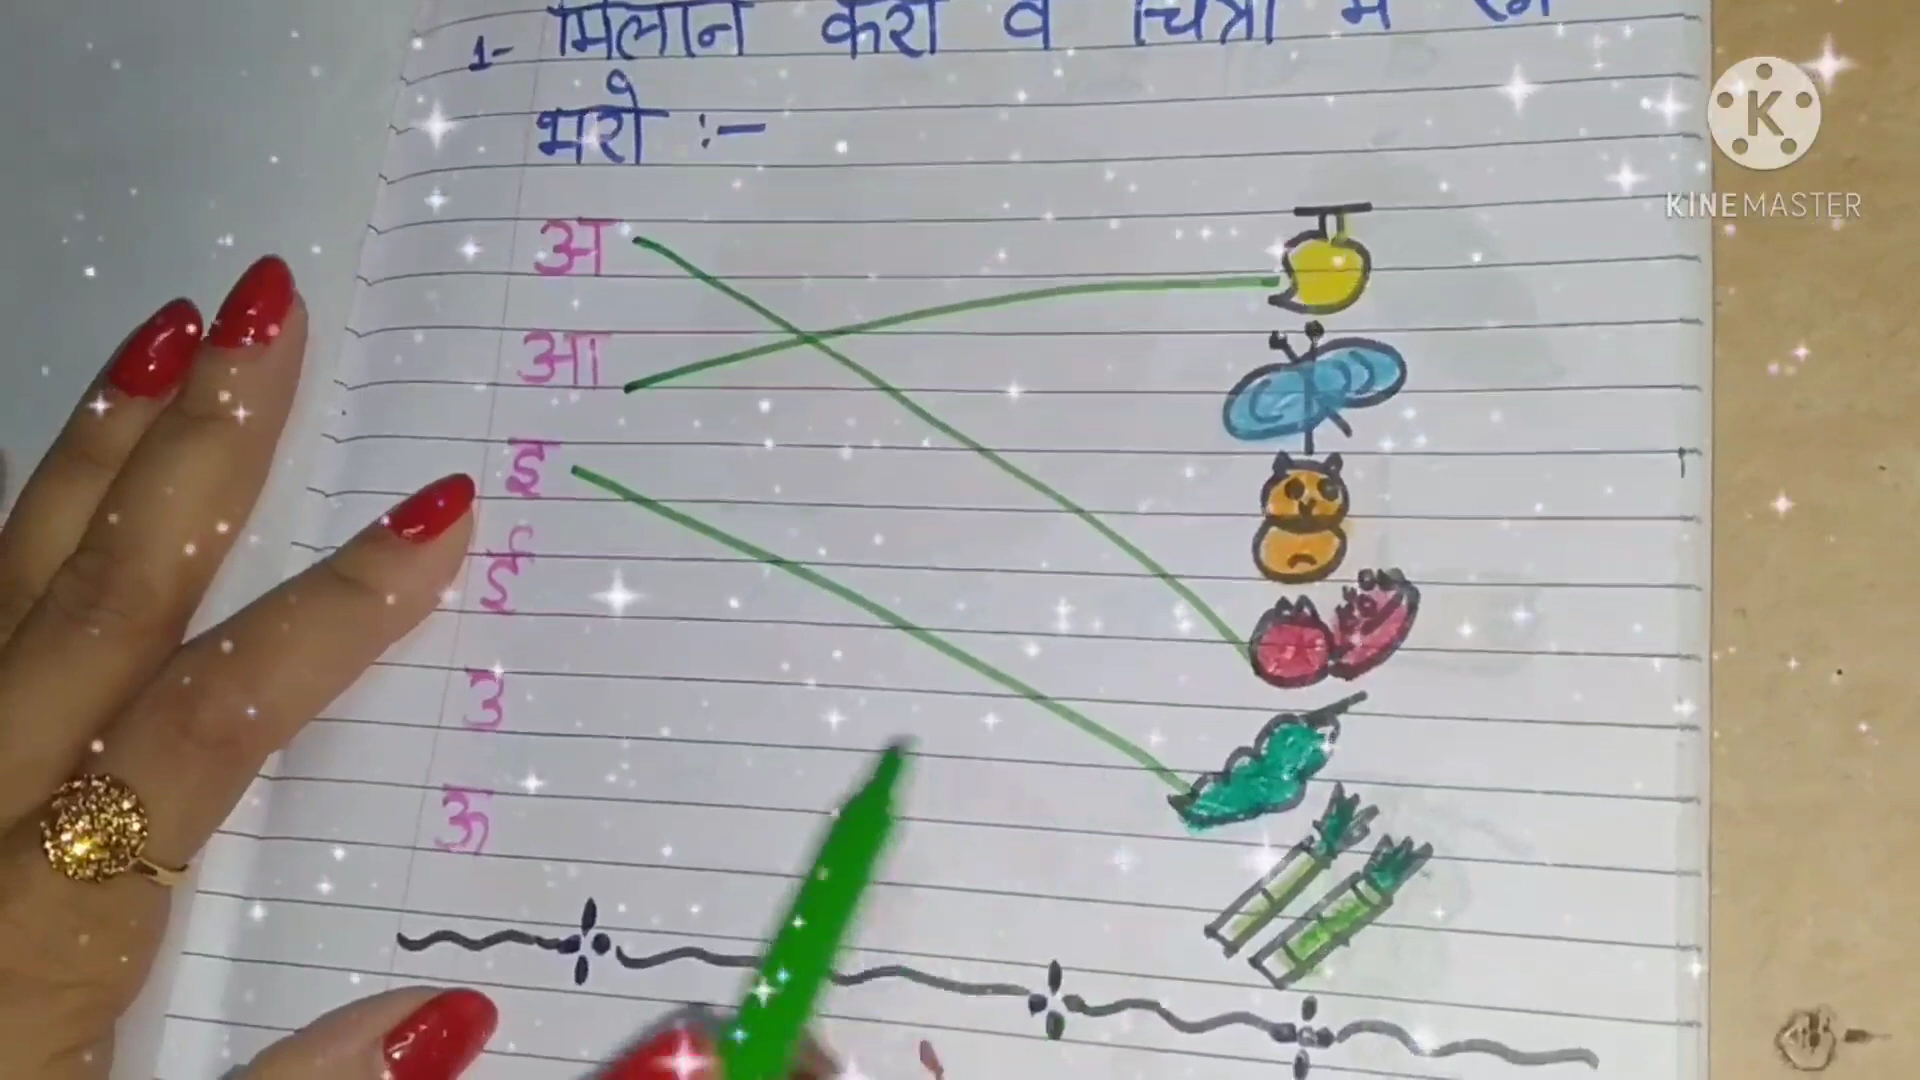 1- मिलान करो व चित्रों में रंग
भरो :-
अ
आ
इ
ई
उ
ऊ
K
KINEMASTER